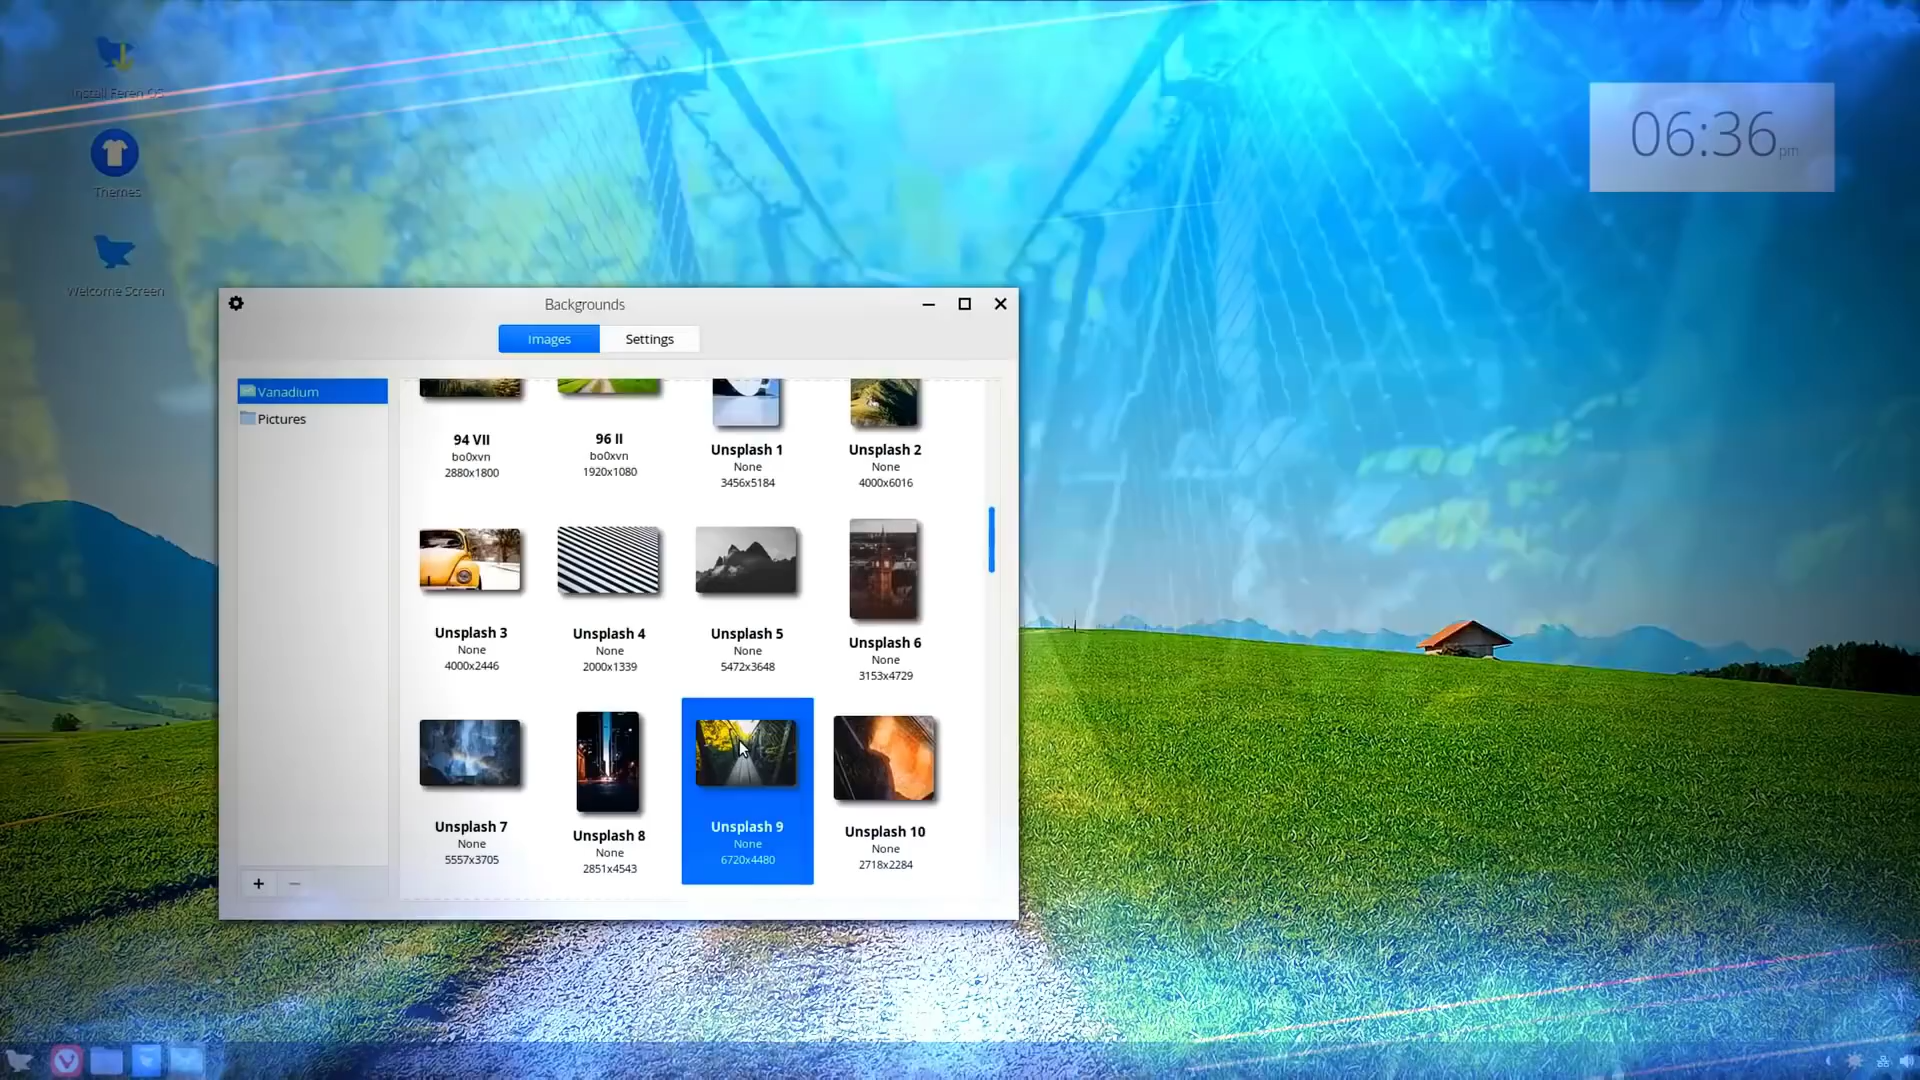 Install Feren OS
Themes
Welcome Screen
06:36 pm
Backgrounds
Images
Settings
Vanadium
Pictures
94 VII
bo0xvn
2880x1800
96 II
bo0xvn
1920x1080
Unsplash 1
None
3456x5184
Unsplash 2
None
4000x6016
Unsplash 3
None
4000x2446
Unsplash 4
None
2000x1339
Unsplash 5
None
5472x3648
Unsplash 6
None
3153x4729
Unsplash 7
None
5557x3705
Unsplash 8
None
2851x4543
Unsplash 9
None
6720x4480
Unsplash 10
None
2718x2284